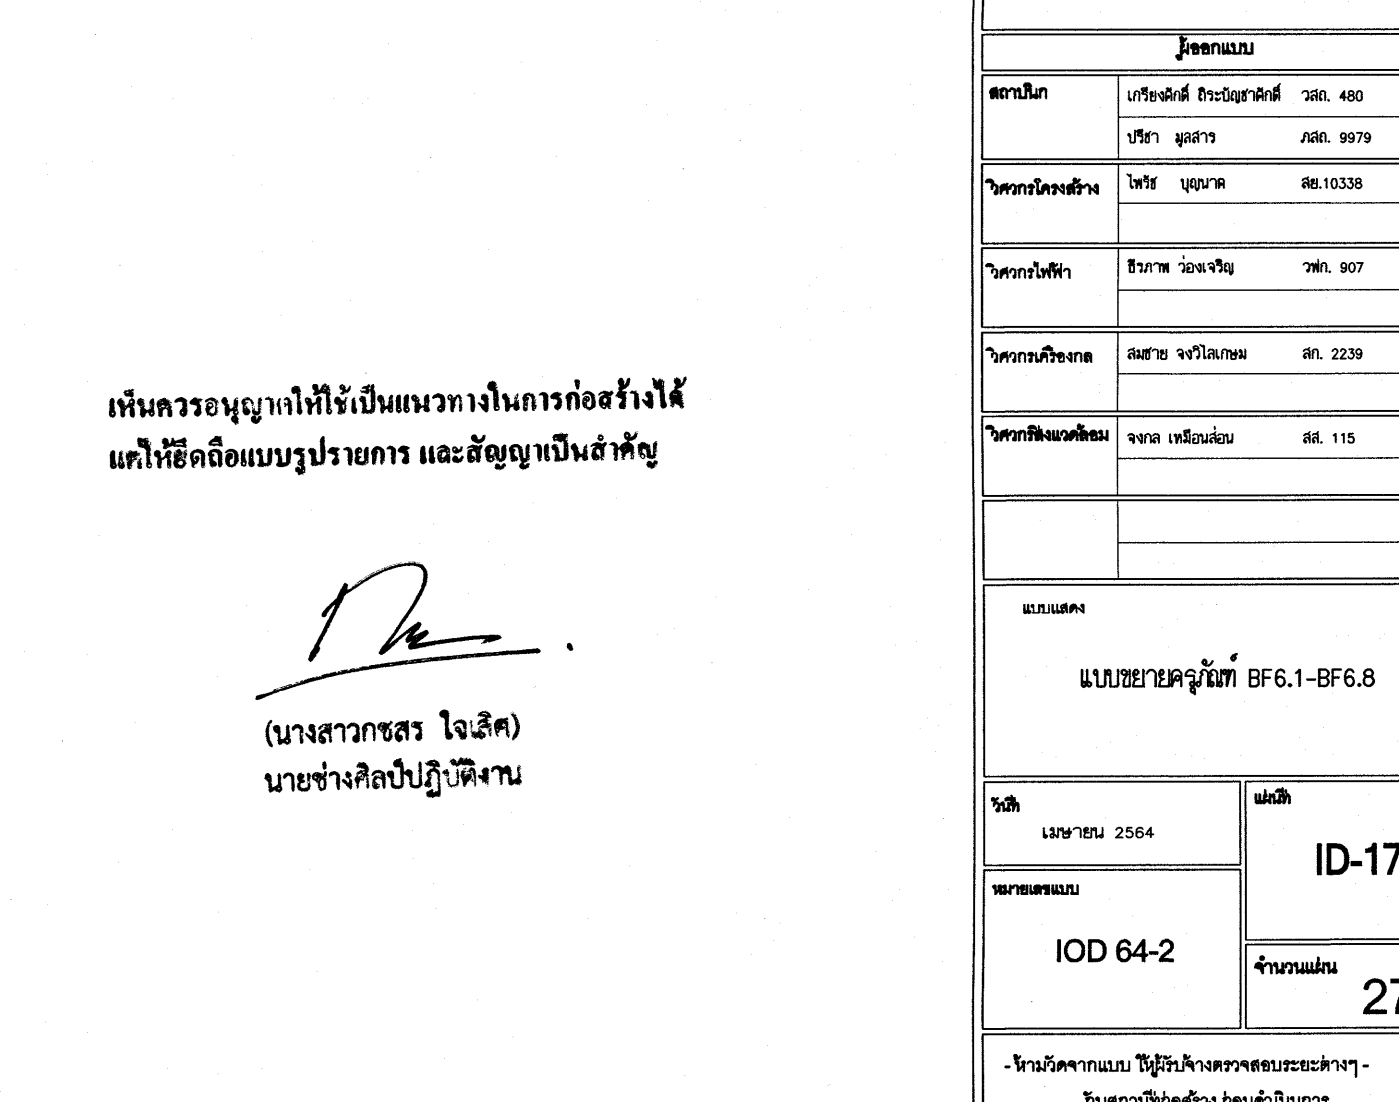 เห็นควรอนุญาตให้ใช้เป็นแนวทางในการก่อสร้างได้
แต่ให้ยึดถือแบบรูปรายการ และสัญญาเป็นสำคัญ
(นางสาวกชสร ใจเลิศ)
นายช่างศิลป์ปฏิบัติงาน
ผู้ออกแบบ
สถาปนิก
เกรียงศักดิ์ ถิระบัญชาศักดิ์ วสถ. 480
ปรีชา มูลสาร ภสถ. 9979
วิศวกรโครงสร้าง
ไพรัช บุญนาค สย.10338
วิศวกรไฟฟ้า
ธีรภาพ ว่องเจริญ วฟก. 907
วิศวกรเครื่องกล
สมชาย จงวิไลเกษม สก. 2239
วิศวกรสิ่งแวดล้อม
จงกล เหมือนส่อน สส. 115
แบบแสดง
แบบขยายครุภัณฑ์ BF6.1-BF6.8
วันที่
เมษายน 2564
แผ่นที่
ID-17
หมายเลขแบบ
IOD 64-2
จำนวนแผ่น
27
- ห้ามวัดจากแบบ ให้ผู้รับจ้างตรวจสอบระยะต่างๆ -